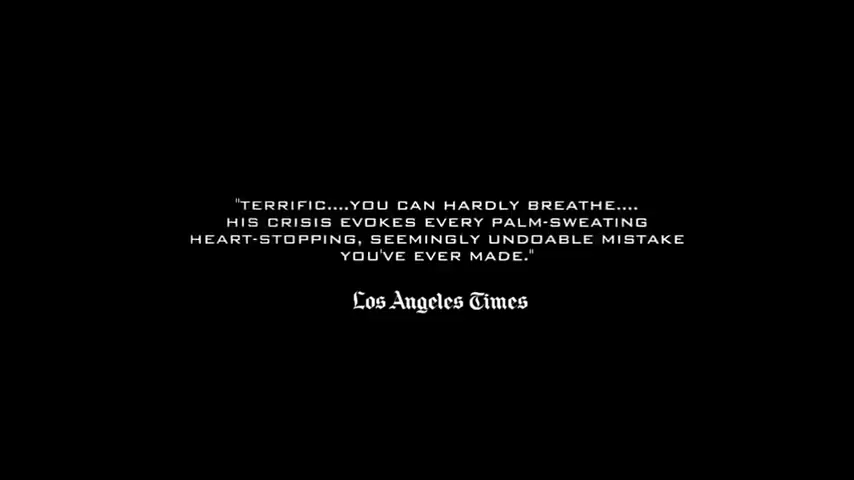 "TERRIFIC....YOU CAN HARDLY BREATHE....
HIS CRISIS EVOKES EVERY PALM-SWEATING
HEART-STOPPING, SEEMINGLY UNDOABLE MISTAKE
YOU'VE EVER MADE."
Los Angeles Times